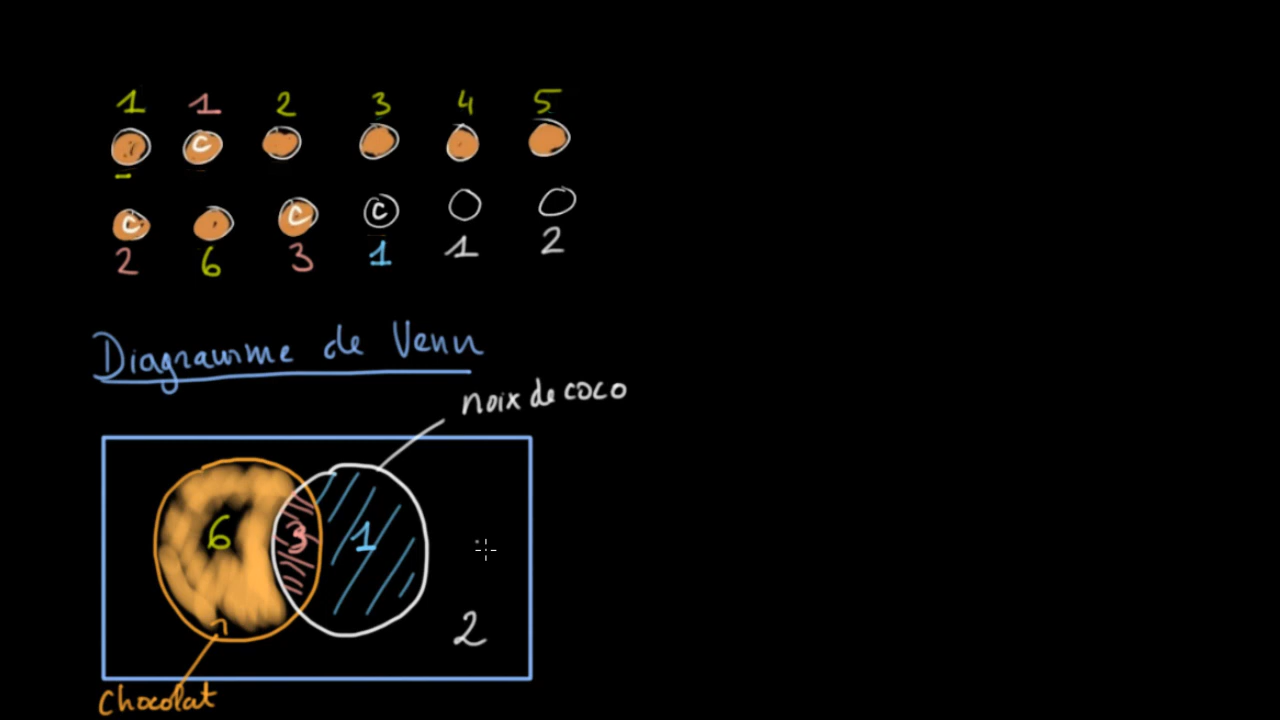 1 1 2 3 4 5
C
C C C
2 6 3 1 1 2
Diagramme de Venn
noix de coco
6 3 1
2
Chocolat